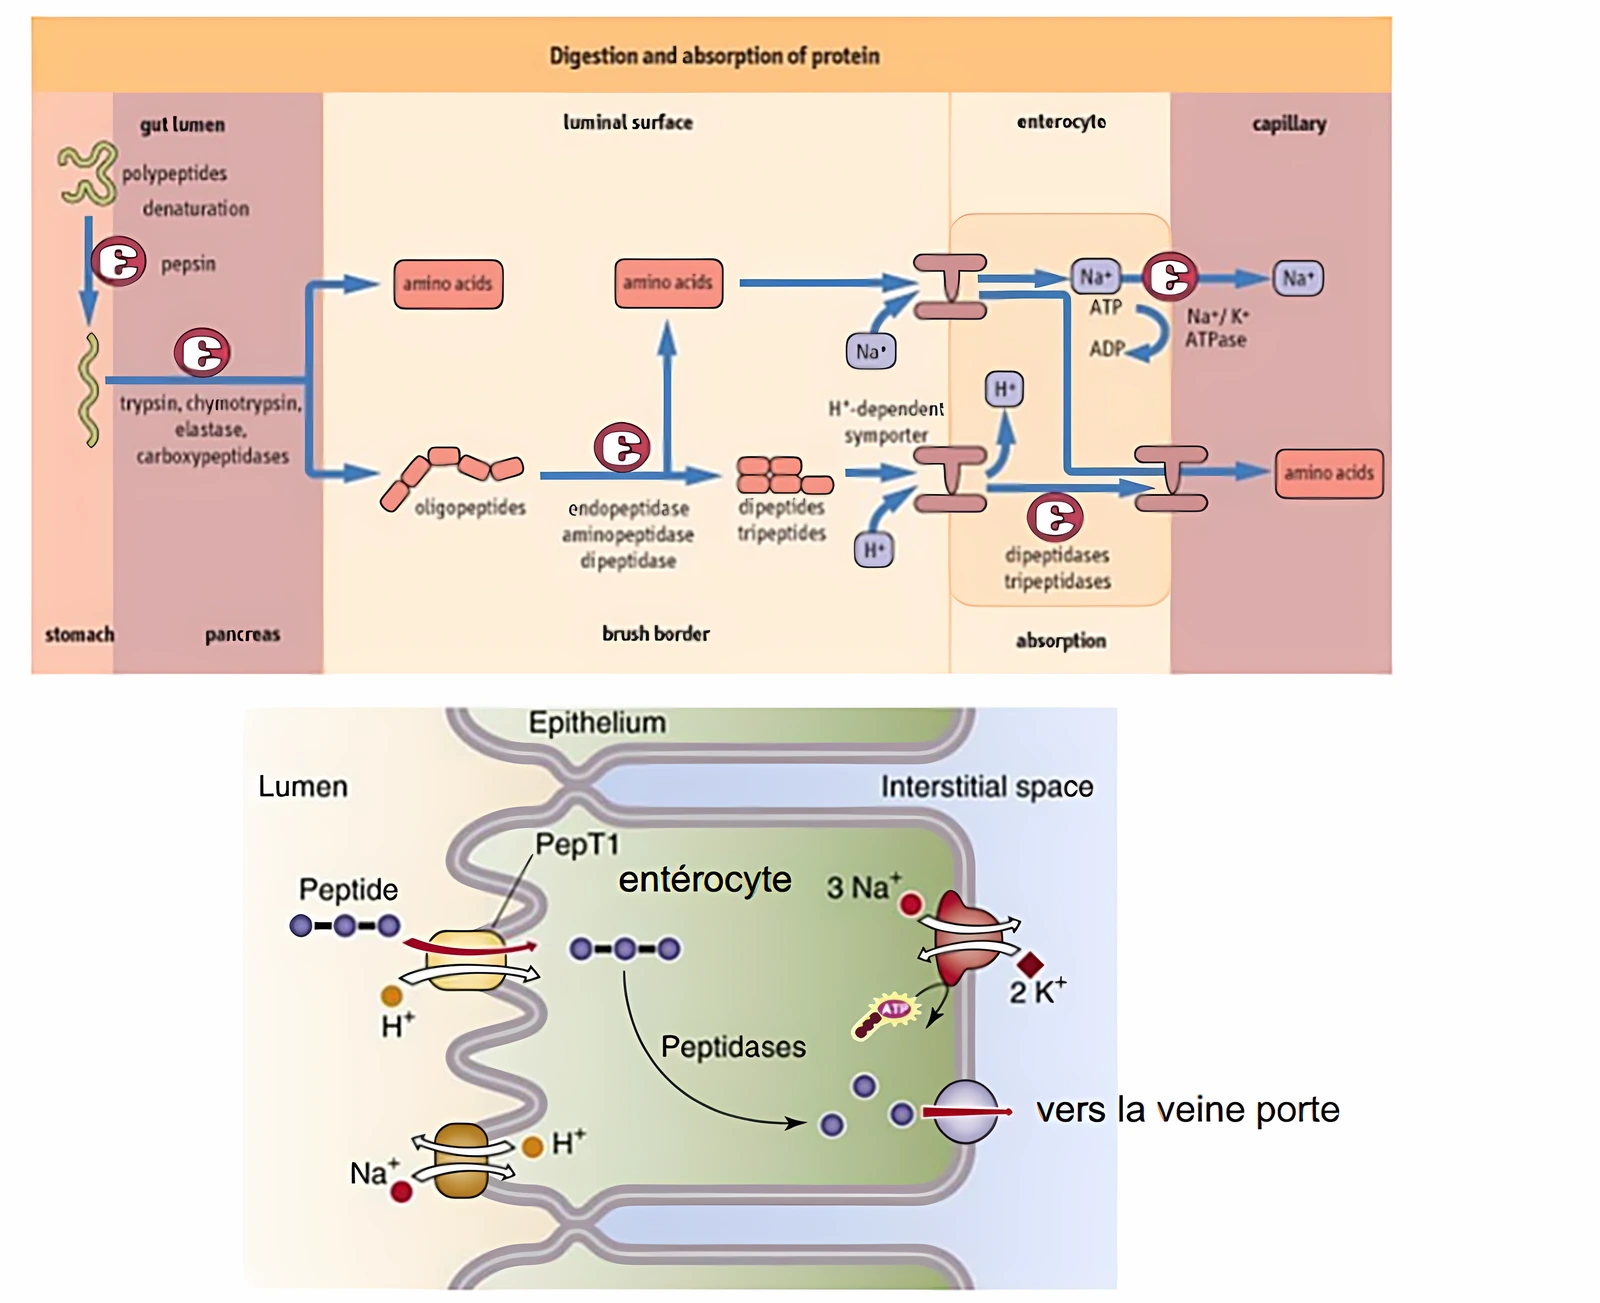 Digestion and absorption of protein
gut lumen
luminal surface
enterocyte
capillary
polypeptides
denaturation
pepsin
amino acids
amino acids
Na⁺
Na⁺
ATP
ADP
Na⁺/ K⁺
ATPase
Na⁺
trypsin, chymotrypsin,
elastase,
carboxypeptidases
H⁺
H⁺-dependent
symporter
oligopeptides
endopeptidase
aminopeptidase
dipeptidase
dipeptides
tripeptides
H⁺
amino acids
dipeptidases
tripeptidases
stomach
pancreas
brush border
absorption
Epithelium
Lumen
Interstitial space
PepT1
entérocyte
Peptide
3 Na⁺
H⁺
2 K⁺
ATP
Peptidases
vers la veine porte
H⁺
Na⁺